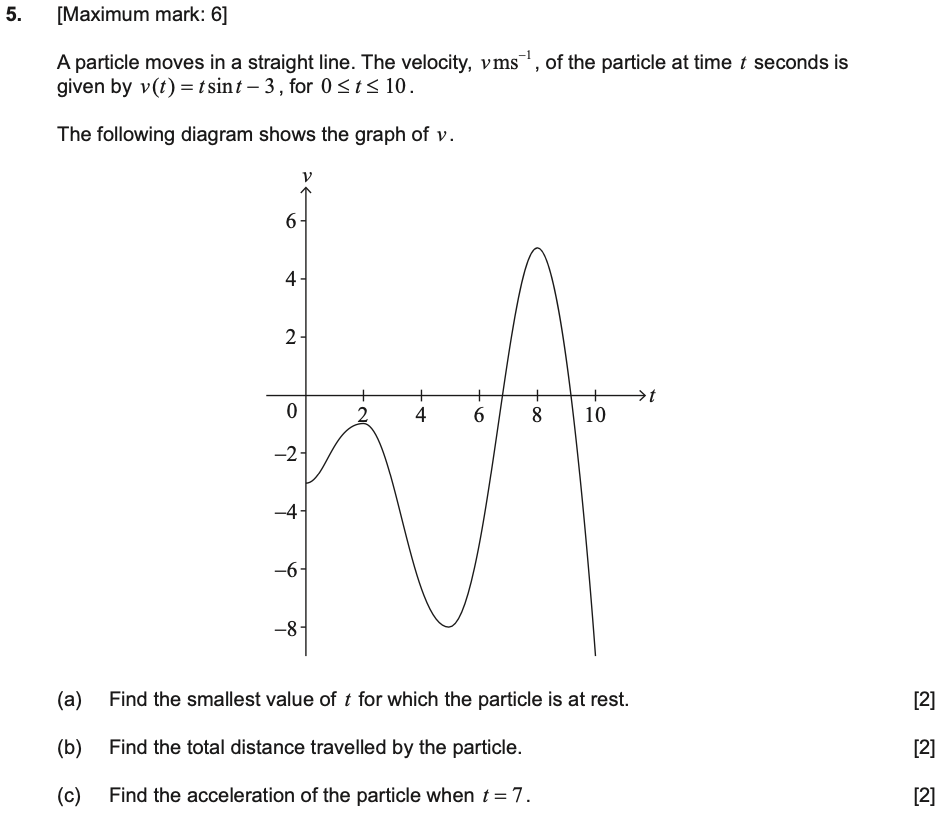 5. [Maximum mark: 6]
A particle moves in a straight line. The velocity, v ms⁻¹, of the particle at time t seconds is
given by v(t) = t sin t – 3, for 0 ≤ t ≤ 10.
The following diagram shows the graph of v.
v
6
4
2
0 2 4 6 8 10 t
–2
–4
–6
–8
(a) Find the smallest value of t for which the particle is at rest. [2]
(b) Find the total distance travelled by the particle. [2]
(c) Find the acceleration of the particle when t = 7. [2]